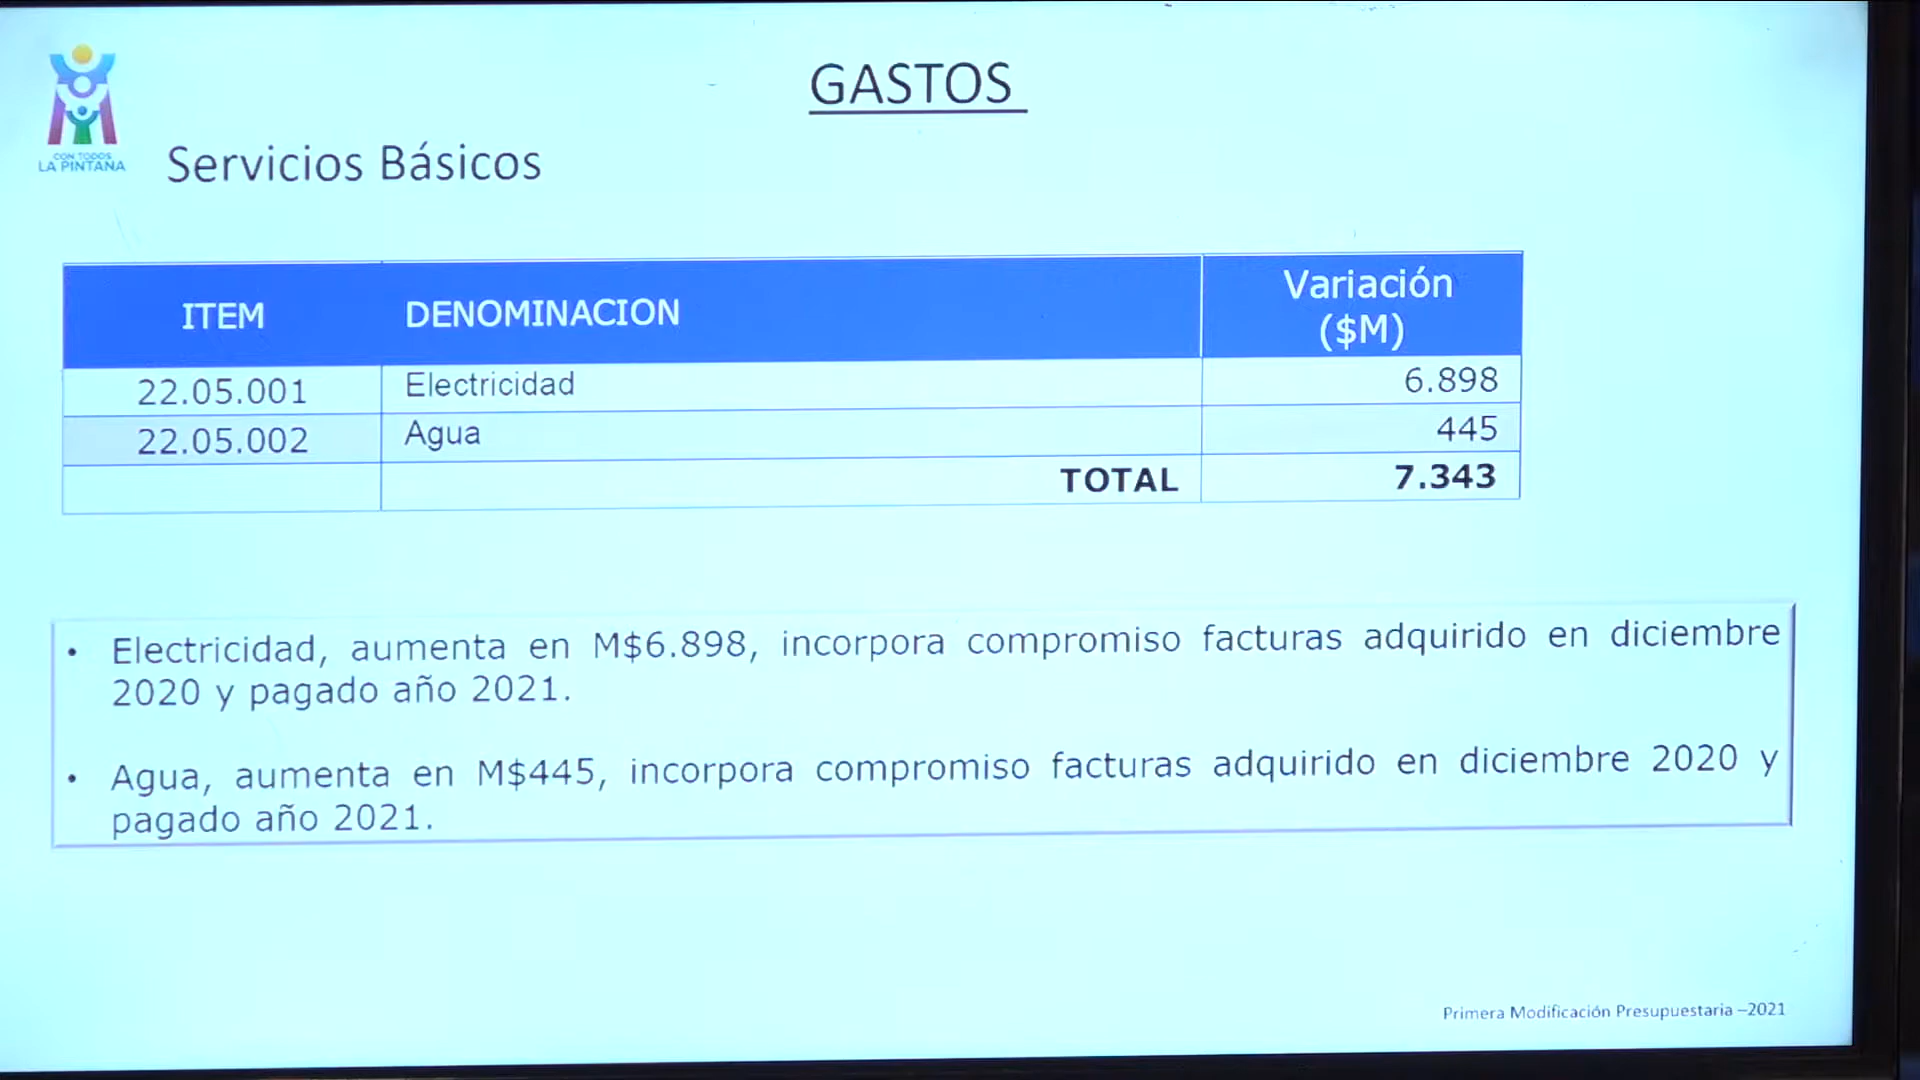 CON TODOS
LA PINTANA
GASTOS
Servicios Básicos
ITEM DENOMINACION Variación
($M)
22.05.001 Electricidad 6.898
22.05.002 Agua 445
TOTAL 7.343
• Electricidad, aumenta en M$6.898, incorpora compromiso facturas adquirido en diciembre
2020 y pagado año 2021.
• Agua, aumenta en M$445, incorpora compromiso facturas adquirido en diciembre 2020 y
pagado año 2021.
Primera Modificación Presupuestaria –2021